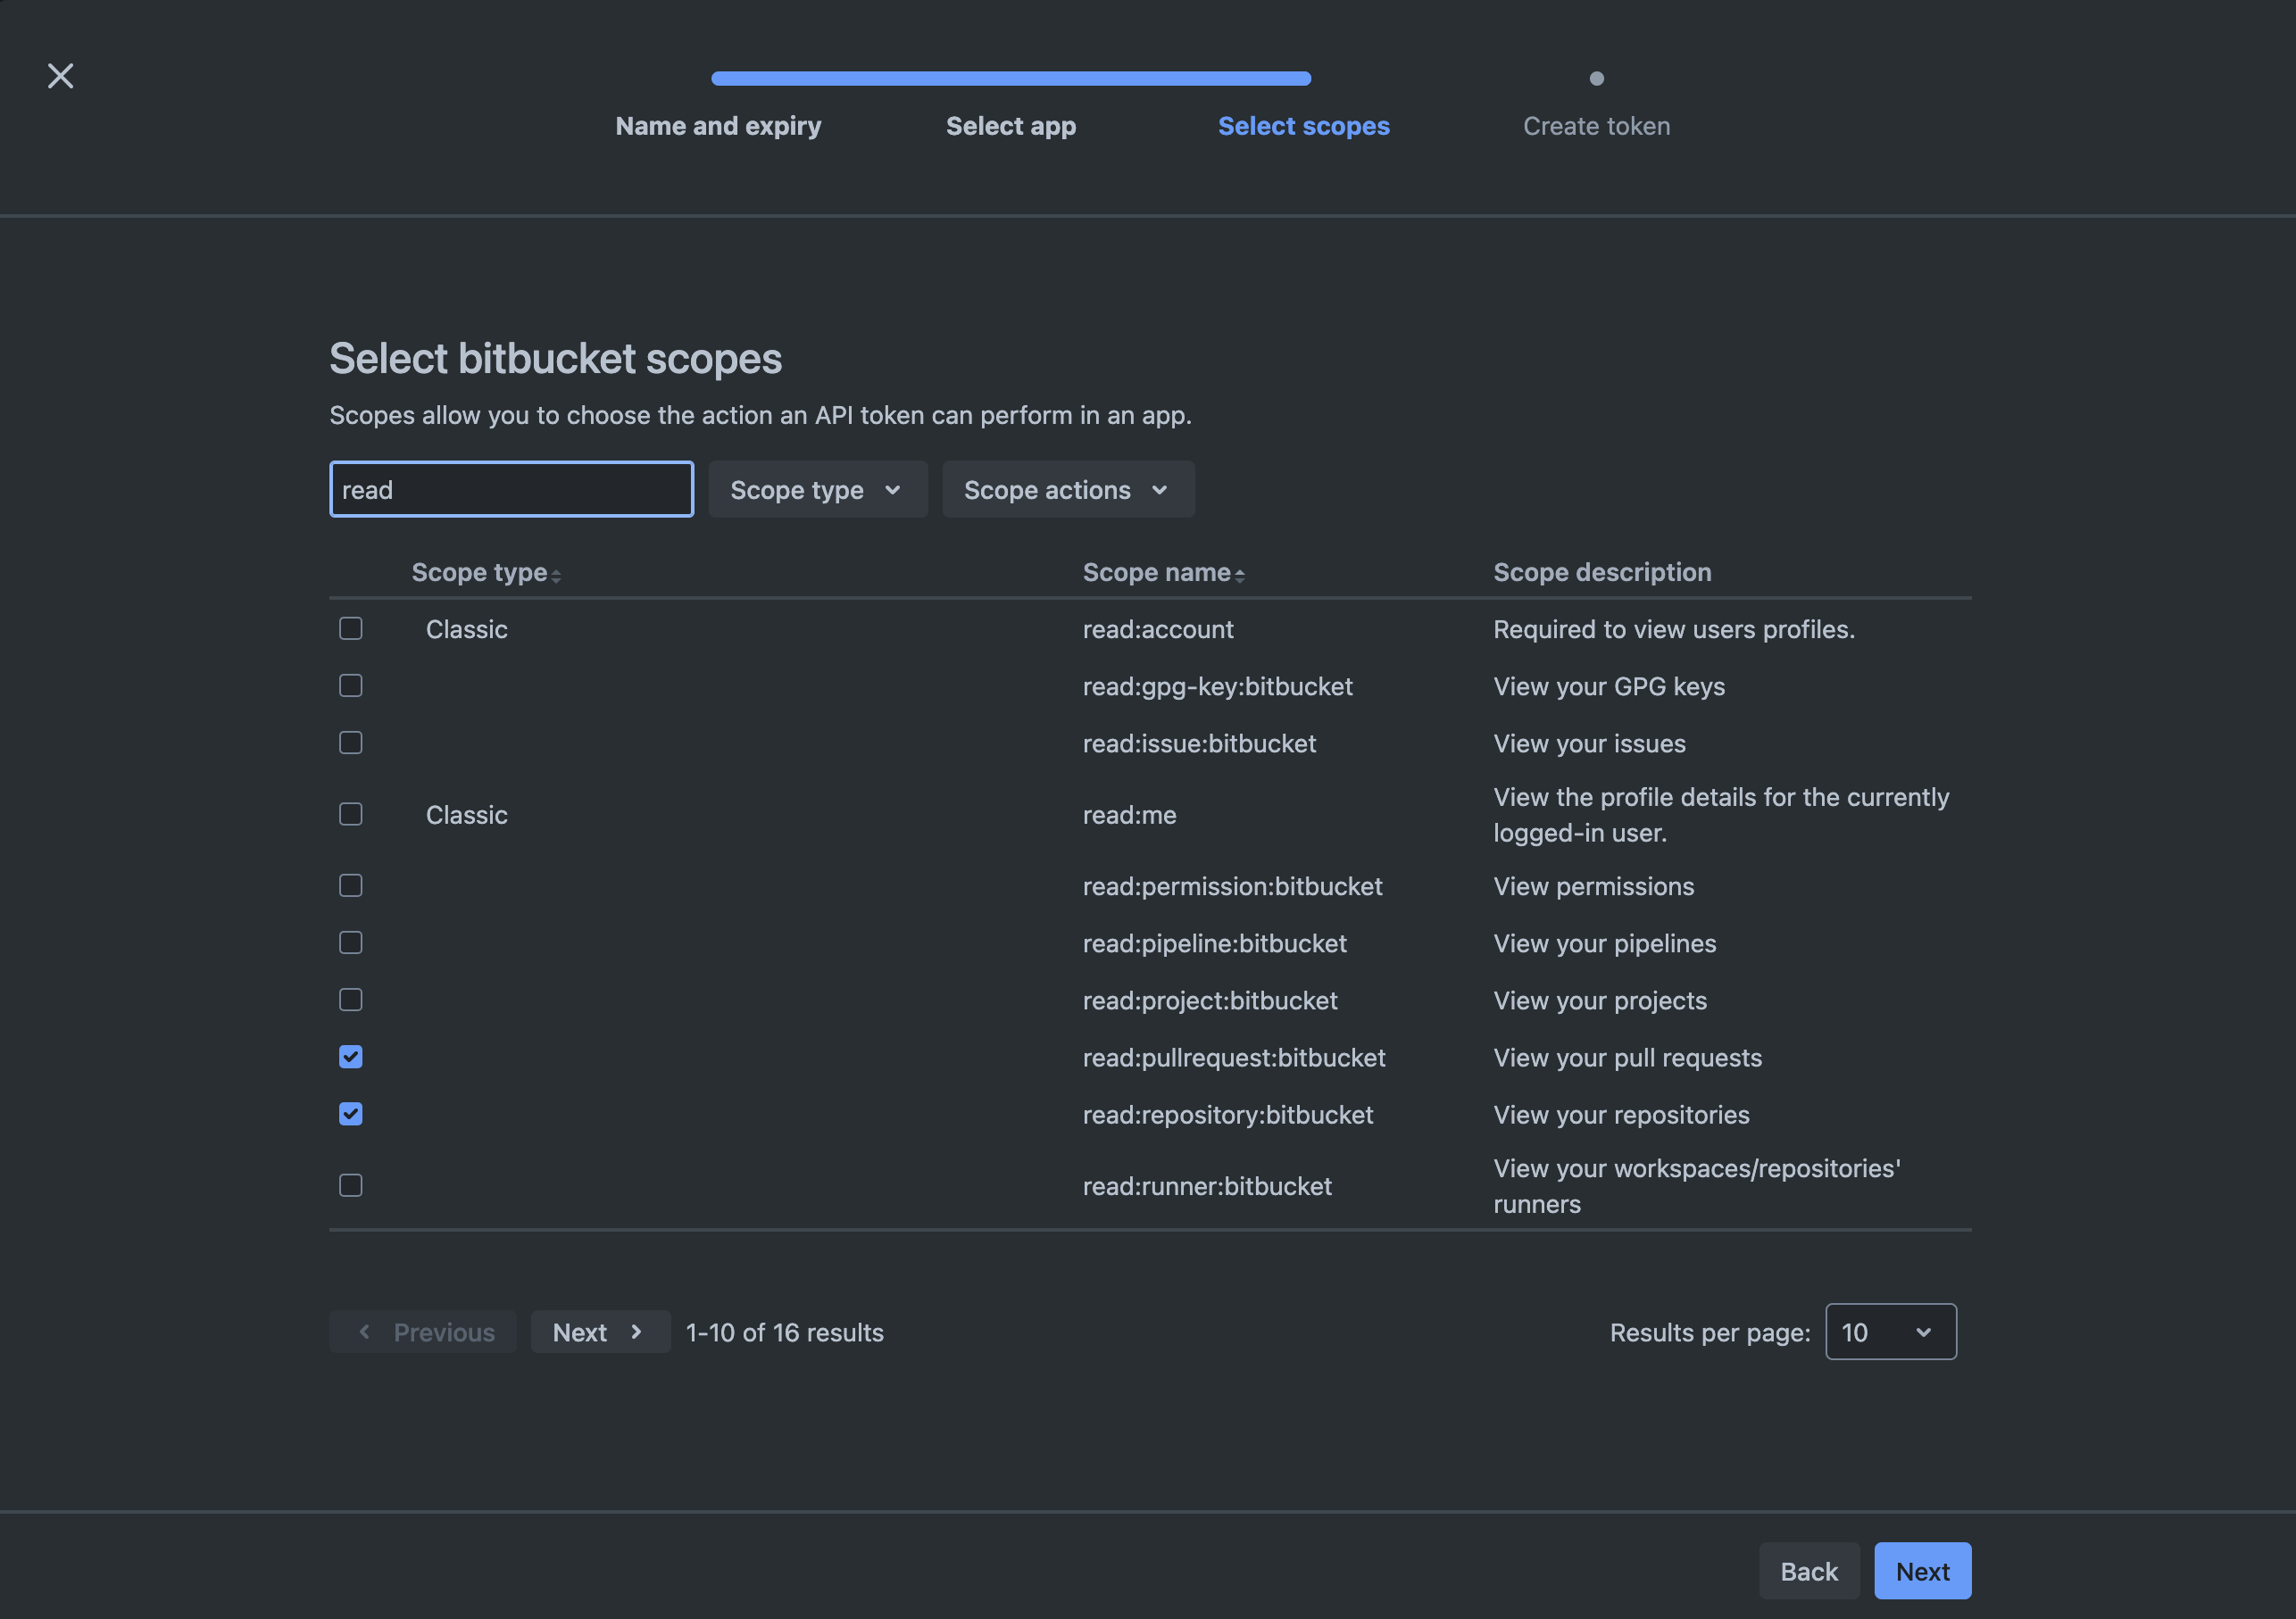 Name and expiry
Select app
Select scopes
Create token
Select bitbucket scopes
Scopes allow you to choose the action an API token can perform in an app.
read
Scope type
Scope actions
Scope type Scope name Scope description
Classic read:account Required to view users profiles.
read:gpg-key:bitbucket View your GPG keys
read:issue:bitbucket View your issues
Classic read:me View the profile details for the currently
logged-in user.
read:permission:bitbucket View permissions
read:pipeline:bitbucket View your pipelines
read:project:bitbucket View your projects
read:pullrequest:bitbucket View your pull requests
read:repository:bitbucket View your repositories
read:runner:bitbucket View your workspaces/repositories'
runners
Previous Next 1-10 of 16 results Results per page: 10
Back Next